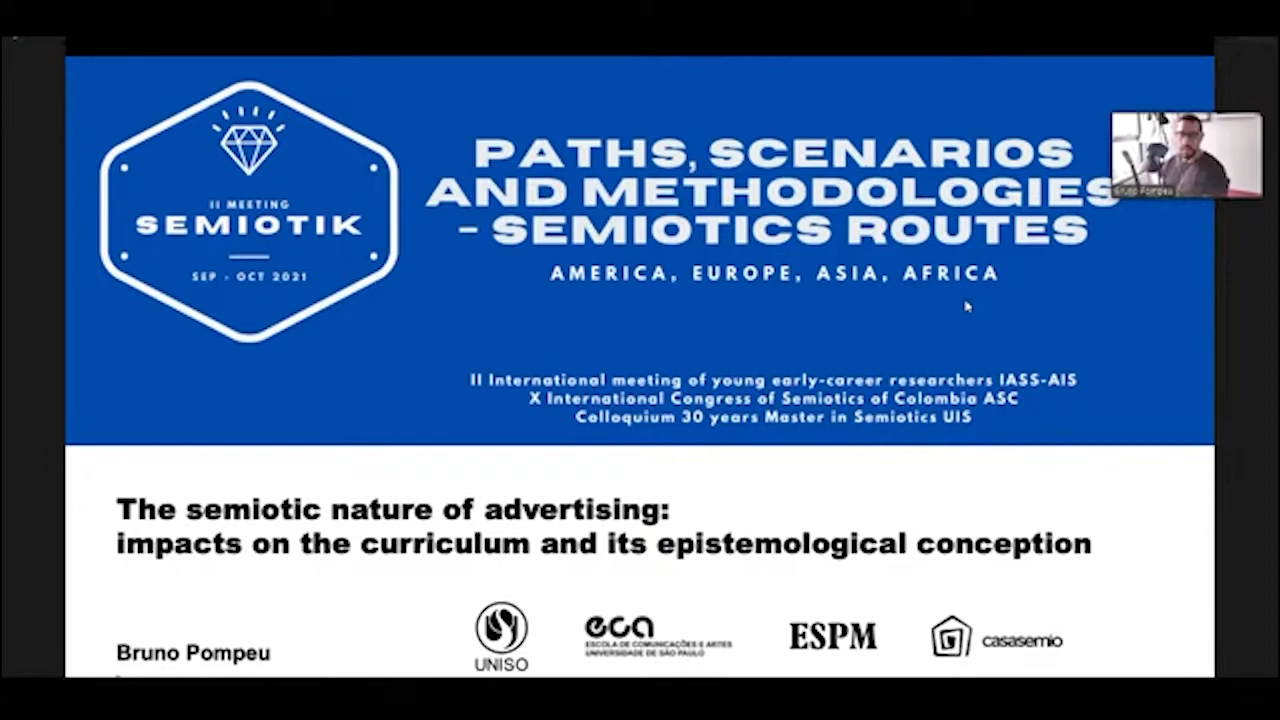 II MEETING
SEMIOTIK
SEP - OCT 2021
PATHS, SCENARIOS
AND METHODOLOGIES
- SEMIOTICS ROUTES
AMERICA, EUROPE, ASIA, AFRICA
Bruno Pompeu
II International meeting of young early-career researchers IASS-AIS
X International Congress of Semiotics of Colombia ASC
Colloquium 30 years Master in Semiotics UIS
The semiotic nature of advertising:
impacts on the curriculum and its epistemological conception
Bruno Pompeu
UNISO
eca
ESCOLA DE COMUNICAÇÕES E ARTES
UNIVERSIDADE DE SÃO PAULO
ESPM
casasemio